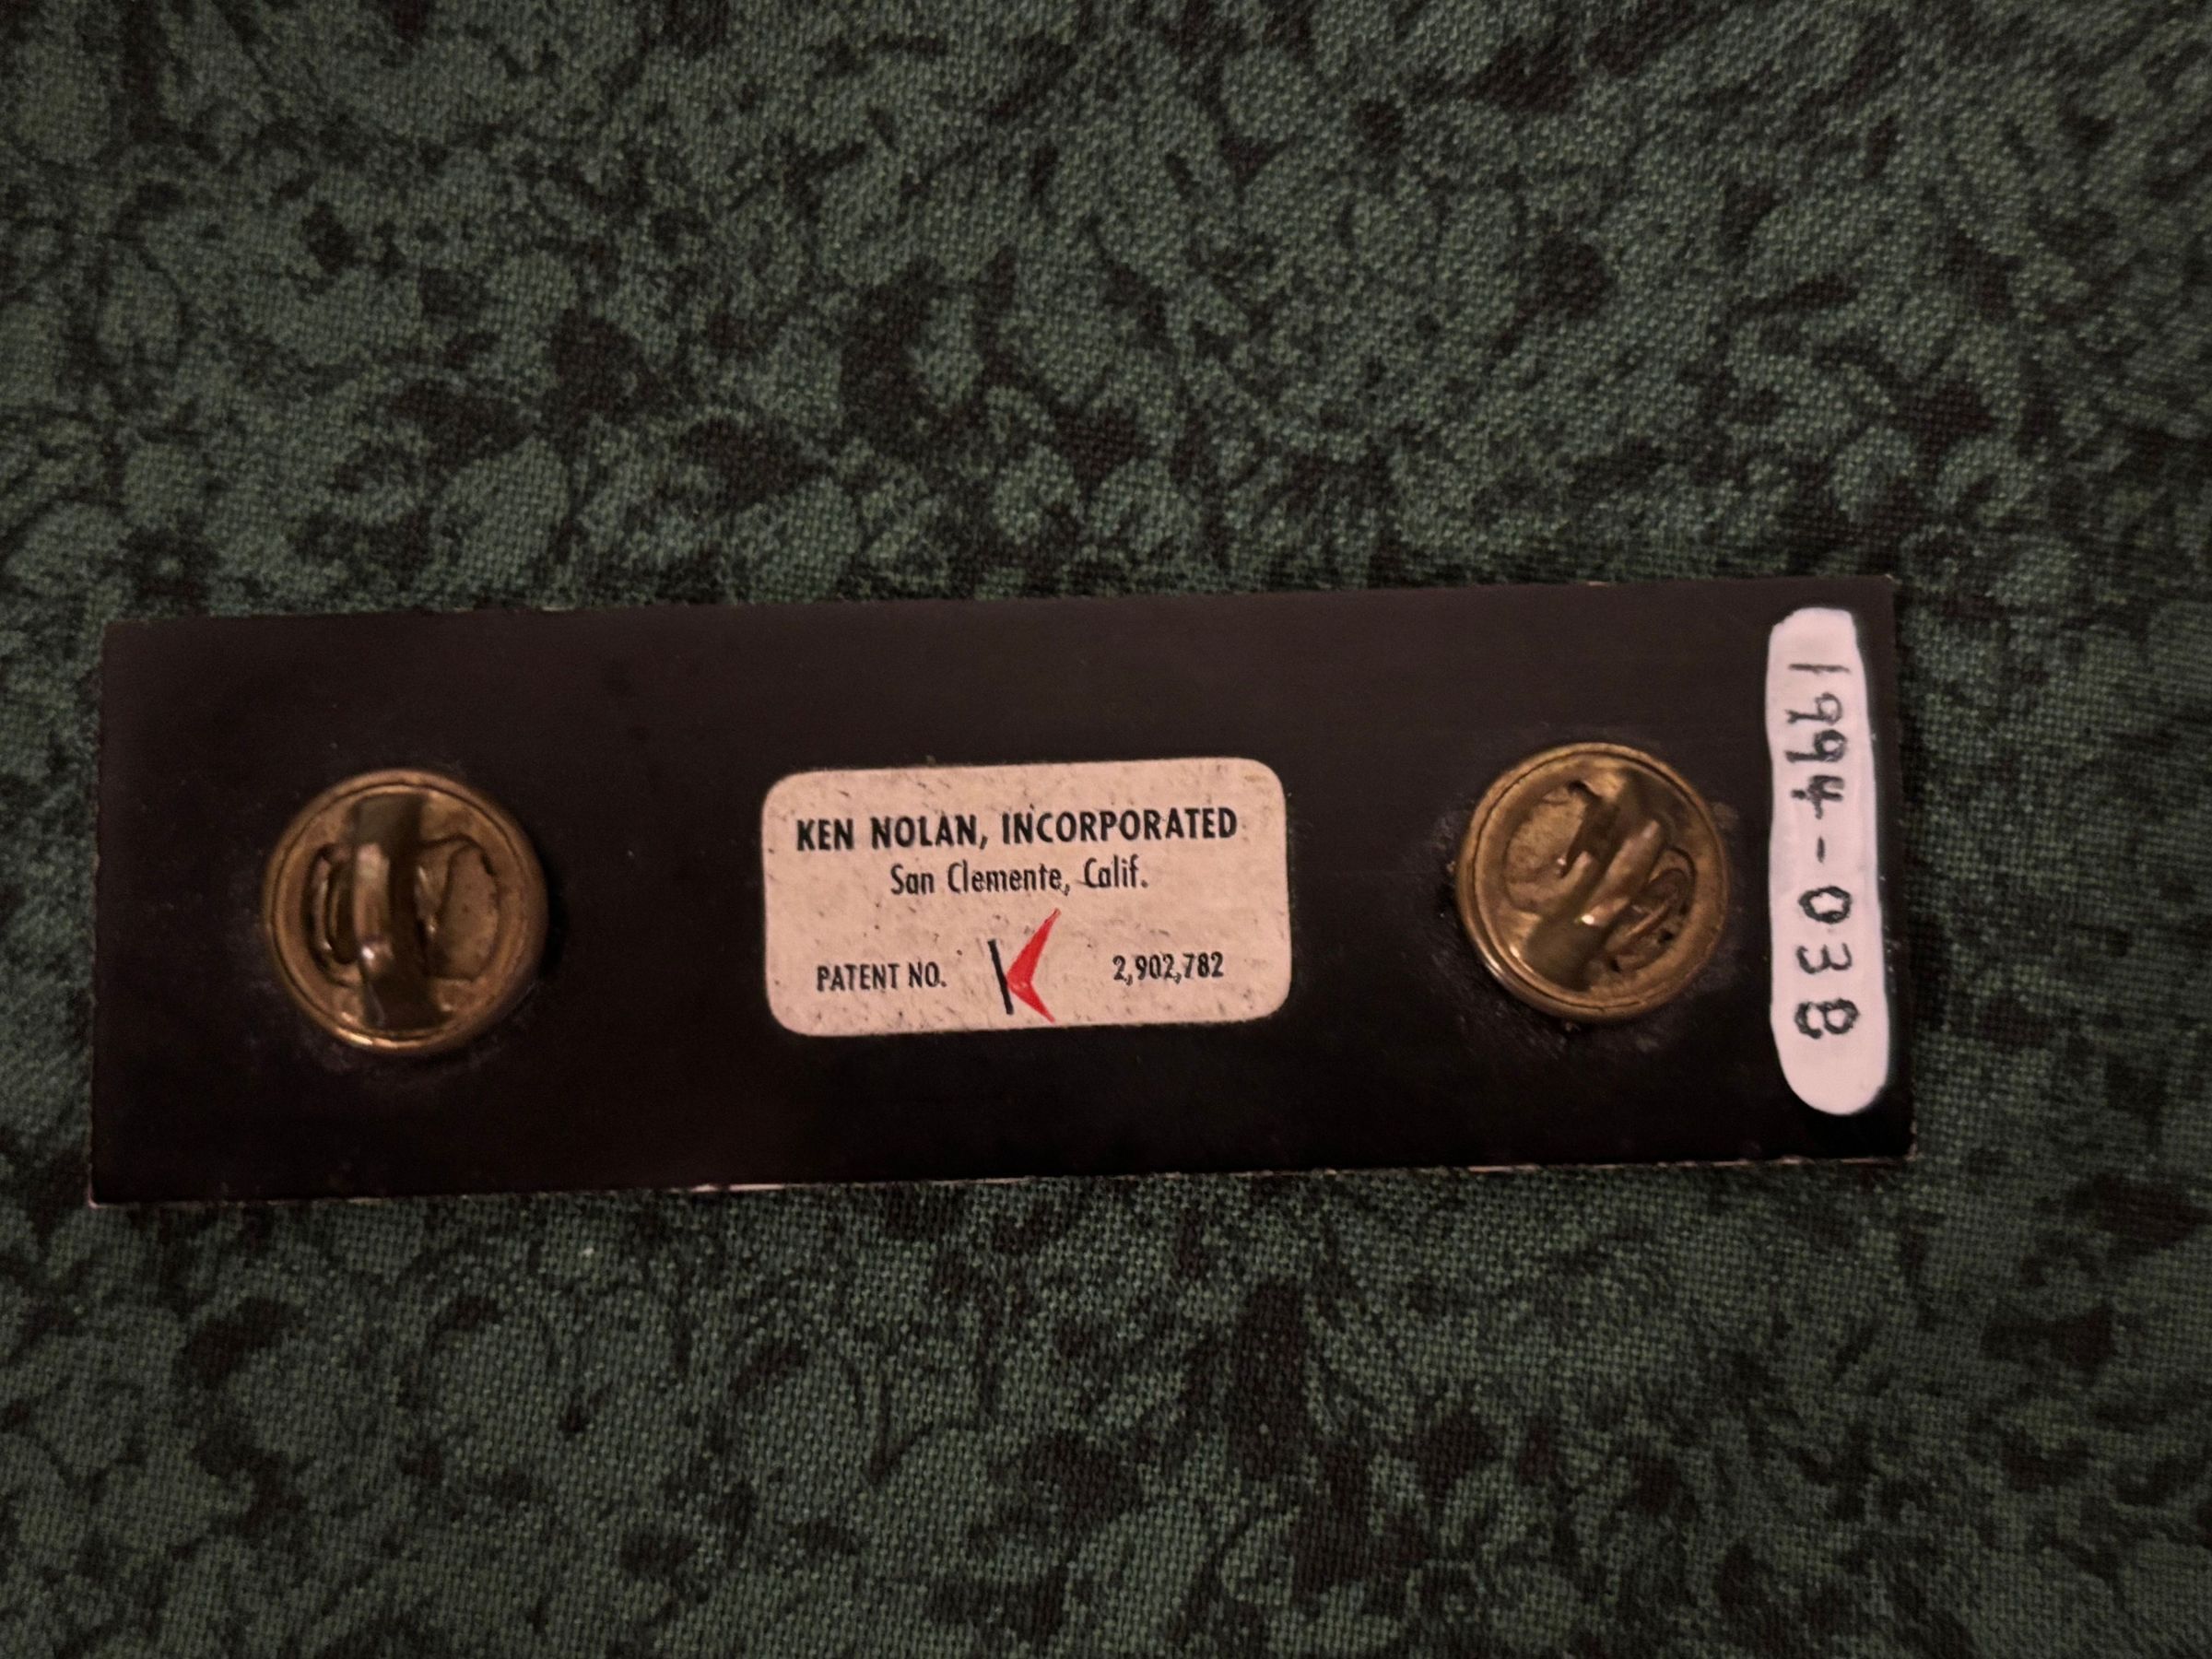 KEN NOLAN, INCORPORATED
San Clemente, Calif.
PATENT NO. K 2,902,782
1994-038